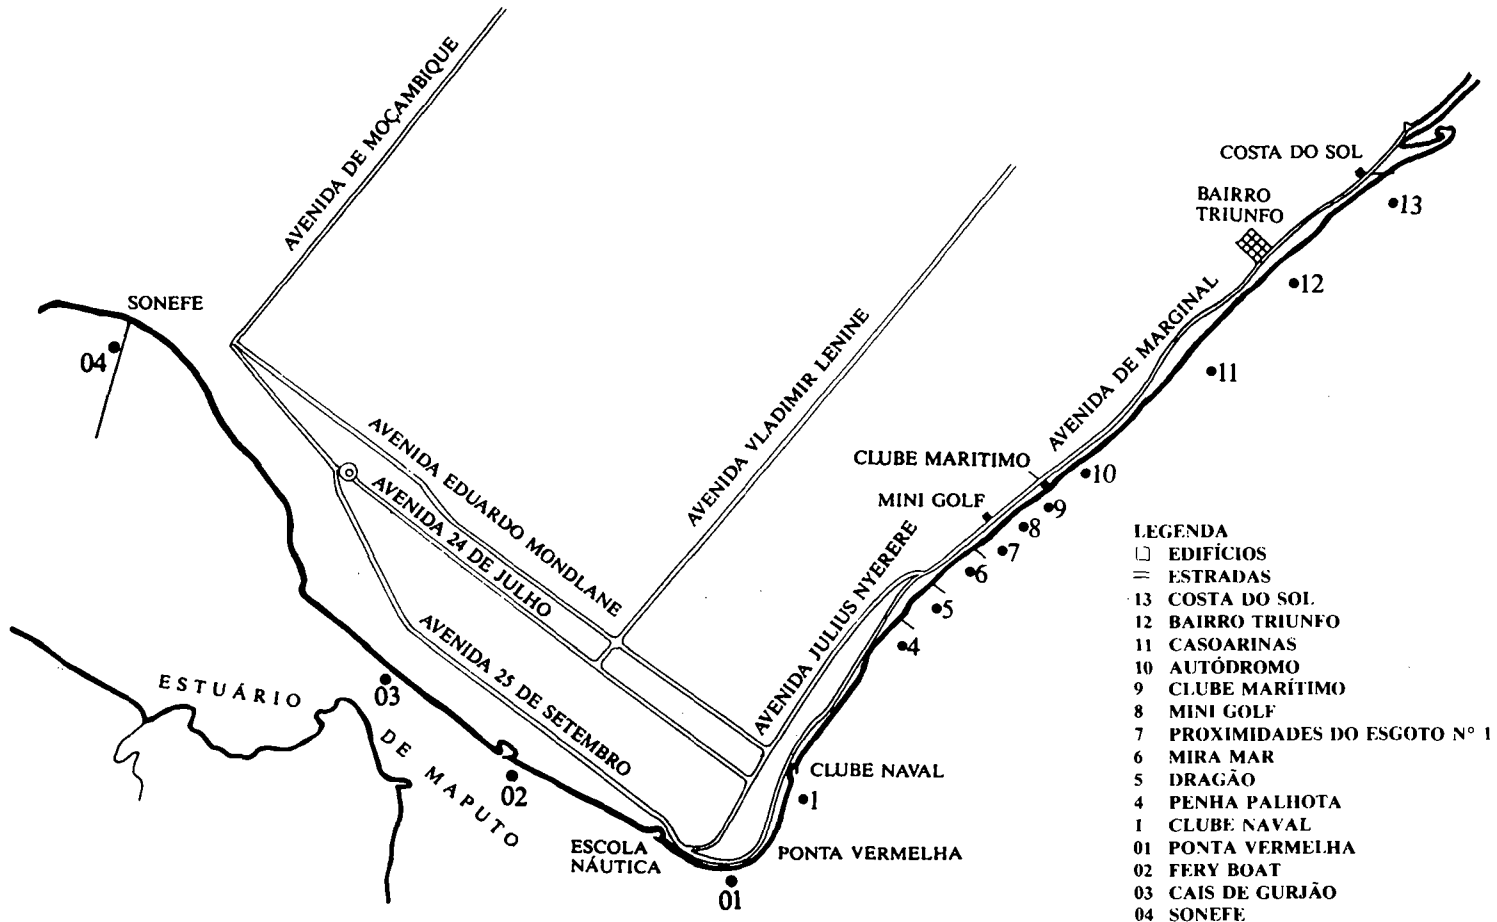 AVENIDA DE MOÇAMBIQUE
COSTA DO SOL
BAIRRO
TRIUNFO
13
12
SONEFE
04
AVENIDA VLADIMIR LENINE
AVENIDA DE MARGINAL
11
AVENIDA EDUARDO MONDLANE
CLUBE MARITIMO
10
AVENIDA 24 DE JULHO
MINI GOLF
9
8
7
6
5
4
AVENIDA JULIUS NYERERE
AVENIDA 25 DE SETEMBRO
ESTUÁRIO
DE MAPUTO
03
02
CLUBE NAVAL
1
ESCOLA
NÁUTICA
PONTA VERMELHA
01
LEGENDA
EDIFÍCIOS
ESTRADAS
13 COSTA DO SOL
12 BAIRRO TRIUNFO
11 CASOARINAS
10 AUTÓDROMO
9 CLUBE MARÍTIMO
8 MINI GOLF
7 PROXIMIDADES DO ESGOTO N° 1
6 MIRA MAR
5 DRAGÃO
4 PENHA PALHOTA
1 CLUBE NAVAL
01 PONTA VERMELHA
02 FERY BOAT
03 CAIS DE GURJÃO
04 SONEFE